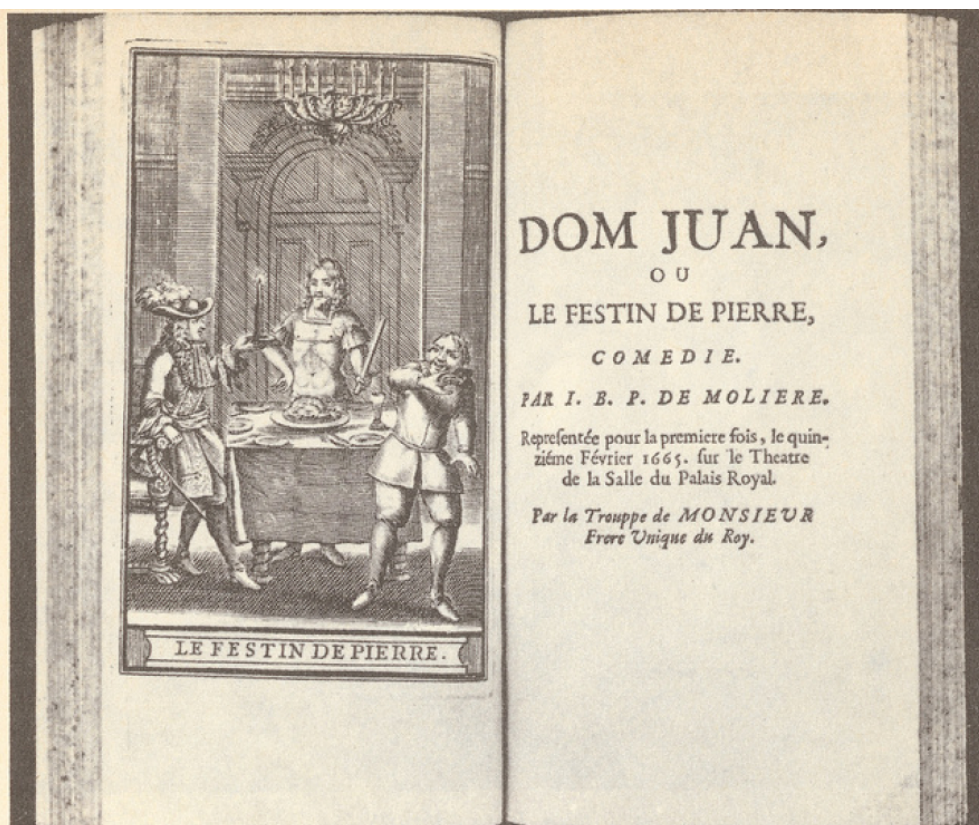 LE FESTIN DE PIERRE.
DOM JUAN,
OU
LE FESTIN DE PIERRE,
COMEDIE.
PAR I. B. P. DE MOLIERE.
Representée pour la premiere fois, le quin-
ziéme Février 1665. sur le Theatre
de la Salle du Palais Royal.
Par la Trouppe de MONSIEUR
Frere Unique du Roy.